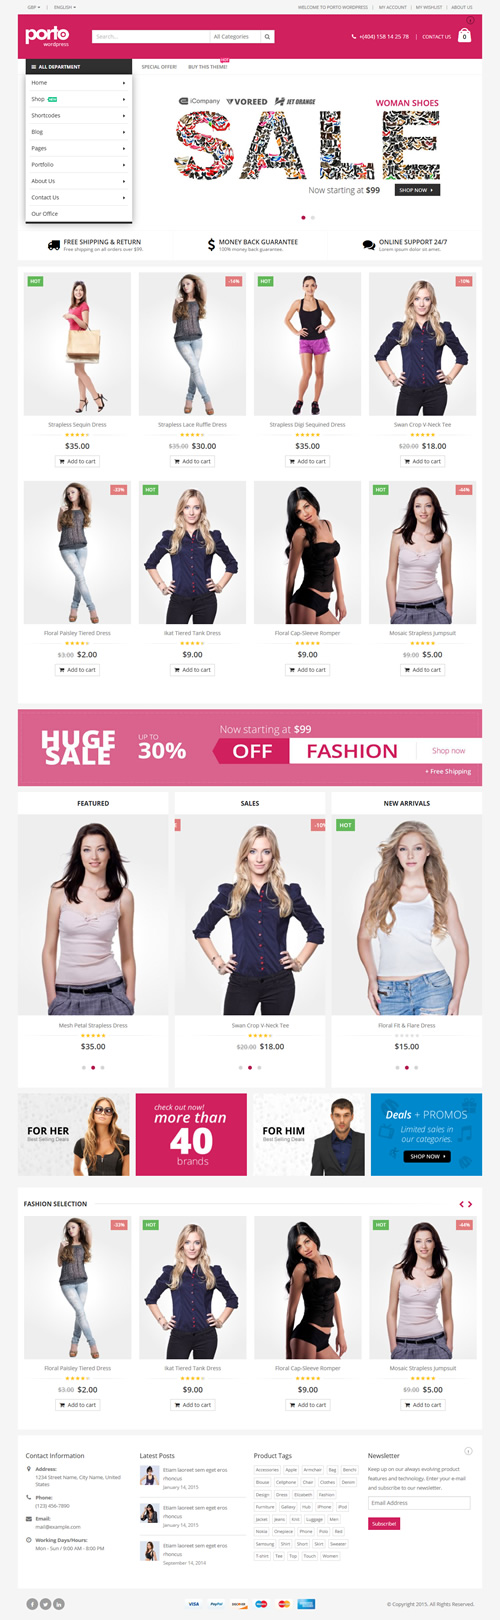 GBP
ENGLISH
WELCOME TO PORTO WORDPRESS | MY ACCOUNT | MY WISHLIST | ABOUT US
porto
wordpress
Search...
All Categories
+(404) 158 14 25 78 | CONTACT US
0
ALL DEPARTMENT
SPECIAL OFFER!
BUY THIS THEME!
Home
Shop
Shortcodes
Blog
Pages
Portfolio
About Us
Contact Us
Our Office
iCompany
VOREED
JET ORANGE
WOMAN SHOES
SALE
Now starting at $99
SHOP NOW
FREE SHIPPING & RETURN
Free shipping on all orders over $99.
MONEY BACK GUARANTEE
100% money back guarantee.
ONLINE SUPPORT 24/7
Lorem ipsum dolor sit amet.
HOT
-14%
HOT
-10%
Strapless Sequin Dress
Strapless Lace Ruffle Dress
Strapless Digi Sequined Dress
Swan Crop V-Neck Tee
$35.00
$35.00 $30.00
$35.00
$20.00 $18.00
Add to cart
Add to cart
Add to cart
Add to cart
-33%
HOT
HOT
-44%
Floral Paisley Tiered Dress
Ikat Tiered Tank Dress
Floral Cap-Sleeve Romper
Mosaic Strapless Jumpsuit
$3.00 $2.00
$9.00
$9.00
$9.00 $5.00
Add to cart
Add to cart
Add to cart
Add to cart
HUGE
SALE
UP TO
30%
Now starting at $99
OFF
FASHION
Shop now
+ Free Shipping
FEATURED
SALES
NEW ARRIVALS
-10%
HOT
Mesh Petal Strapless Dress
Swan Crop V-Neck Tee
Floral Fit & Flare Dress
$35.00
$20.00 $18.00
$15.00
FOR HER
Best Selling Deals
check out now!
more than
40
brands
FOR HIM
Best Selling Deals
Deals + PROMOS
Limited sales in
our categories.
SHOP NOW
FASHION SELECTION
-33%
HOT
HOT
-44%
Floral Paisley Tiered Dress
Ikat Tiered Tank Dress
Floral Cap-Sleeve Romper
Mosaic Strapless Jumpsuit
$3.00 $2.00
$9.00
$9.00
$9.00 $5.00
Add to cart
Add to cart
Add to cart
Add to cart
Contact Information
Address:
1234 Street Name, City Name, United
States
Phone:
(123) 456-7890
Email:
mail@example.com
Working Days/Hours:
Mon - Sun / 9:00 AM - 8:00 PM
Latest Posts
Etiam laoreet sem eget eros
rhoncus
January 14, 2015
Etiam laoreet sem eget eros
rhoncus
January 14, 2015
Etiam laoreet sem eget eros
rhoncus
September 14, 2014
Product Tags
Accessories Apple Armchair Bag Bench
Blouse Cellphone Chair Clothes Denim
Design Dress Elizabeth Fashion
Furniture Galaxy Hub iPhone iPod
Jacket Jeans Knit Luggage Men
Nokia Onepiece Phone Polo Red
Samsung Shirt Short Skirt Sweater
T-shirt Tee Top Touch Women
Newsletter
Keep up on our always evolving product
features and technology. Enter your e-mail
and subscribe to our newsletter.
Email Address
Subscribe!
VISA
PayPal
DISCOVER
© Copyright 2015. All Rights Reserved.